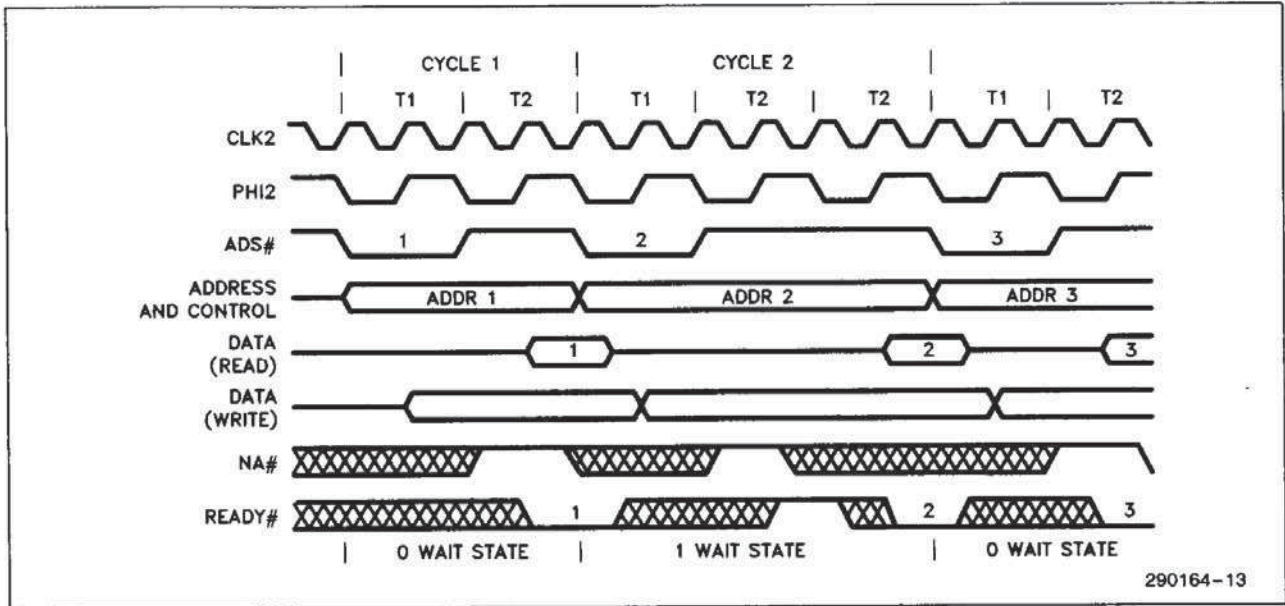 CYCLE 1 CYCLE 2
T1 T2 T1 T2 T2 T1 T2
CLK2
PHI2
ADS# 1 2 3
ADDRESS
AND CONTROL ADDR 1 ADDR 2 ADDR 3
DATA
(READ) 1 2 3
DATA
(WRITE)
NA#
READY# 1 2 3
0 WAIT STATE 1 WAIT STATE 0 WAIT STATE
290164-13